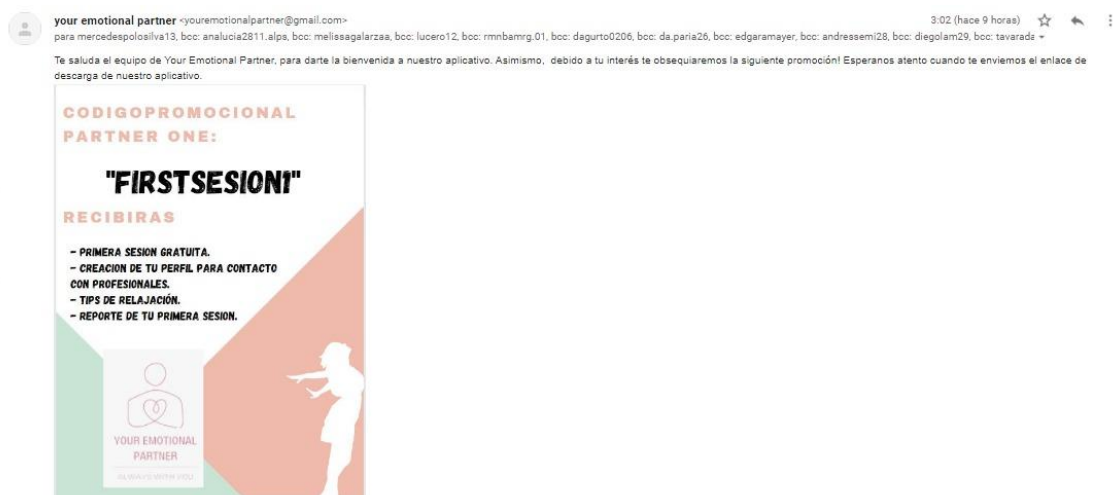 your emotional partner <youremotionalpartner@gmail.com>
3:02 (hace 9 horas)
para mercedespolosilva13, bcc: analucia2811.alps, bcc: melissagalarzaa, bcc: lucero12, bcc: rmnbamrg.01, bcc: dagurto0206, bcc: da.paria26, bcc: edgaramayer, bcc: andressemi28, bcc: diegolam29, bcc: tavarada
Te saluda el equipo de Your Emotional Partner, para darte la bienvenida a nuestro aplicativo. Asimismo, debido a tu interés te obsequiaremos la siguiente promoción! Esperanos atento cuando te enviemos el enlace de
descarga de nuestro aplicativo.
CODIGOPROMOCIONAL
PARTNER ONE:
"FIRSTSESION1"
RECIBIRAS
- PRIMERA SESION GRATUITA.
- CREACION DE TU PERFIL PARA CONTACTO
CON PROFESIONALES.
- TIPS DE RELAJACIÓN.
- REPORTE DE TU PRIMERA SESION.
YOUR EMOTIONAL
PARTNER
ALWAYS WITH YOU